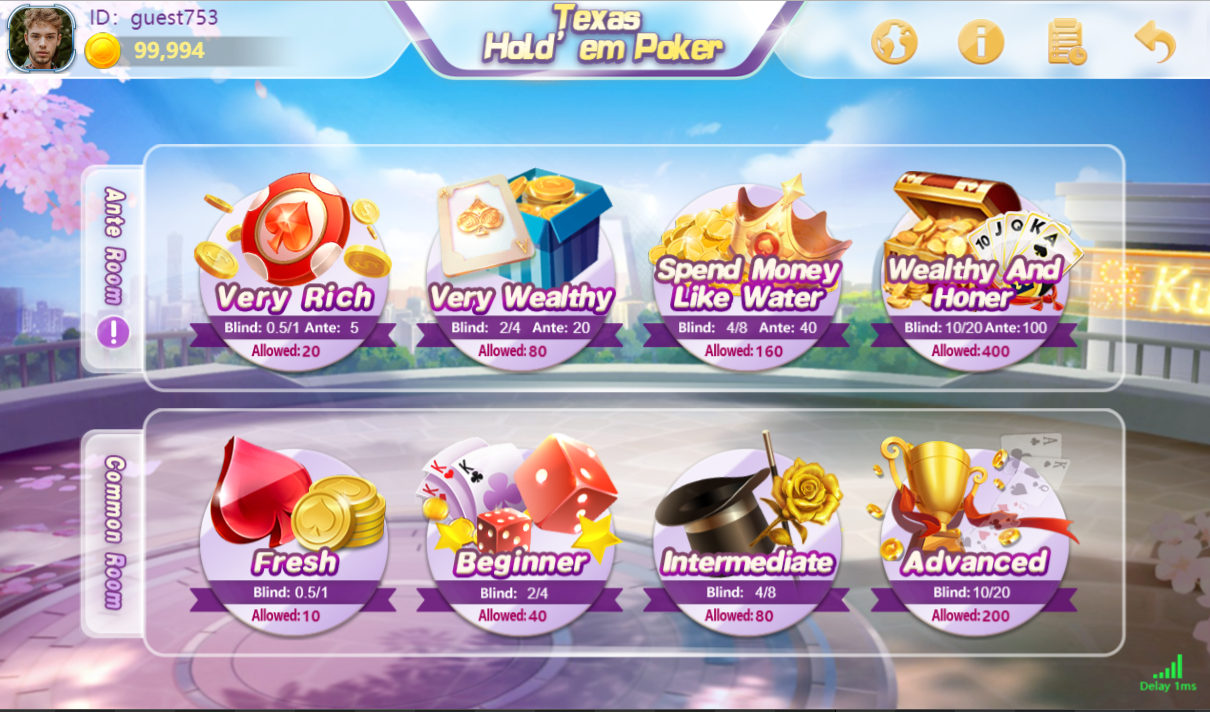 ID: guest753
99,994
Texas
Hold' em Poker
Ante Room
!
Very Rich
Blind: 0.5/1 Ante: 5
Allowed: 20
Very Wealthy
Blind: 2/4 Ante: 20
Allowed: 80
Spend Money
Like Water
Blind: 4/8 Ante: 40
Allowed: 160
10 J Q K A
Wealthy And
Honer
Blind: 10/20 Ante: 100
Allowed: 400
Ku
Common Room
Fresh
Blind: 0.5/1
Allowed: 10
K K K
Beginner
Blind: 2/4
Allowed: 40
Intermediate
Blind: 4/8
Allowed: 80
A
K
Advanced
Blind: 10/20
Allowed: 200
Delay 1ms